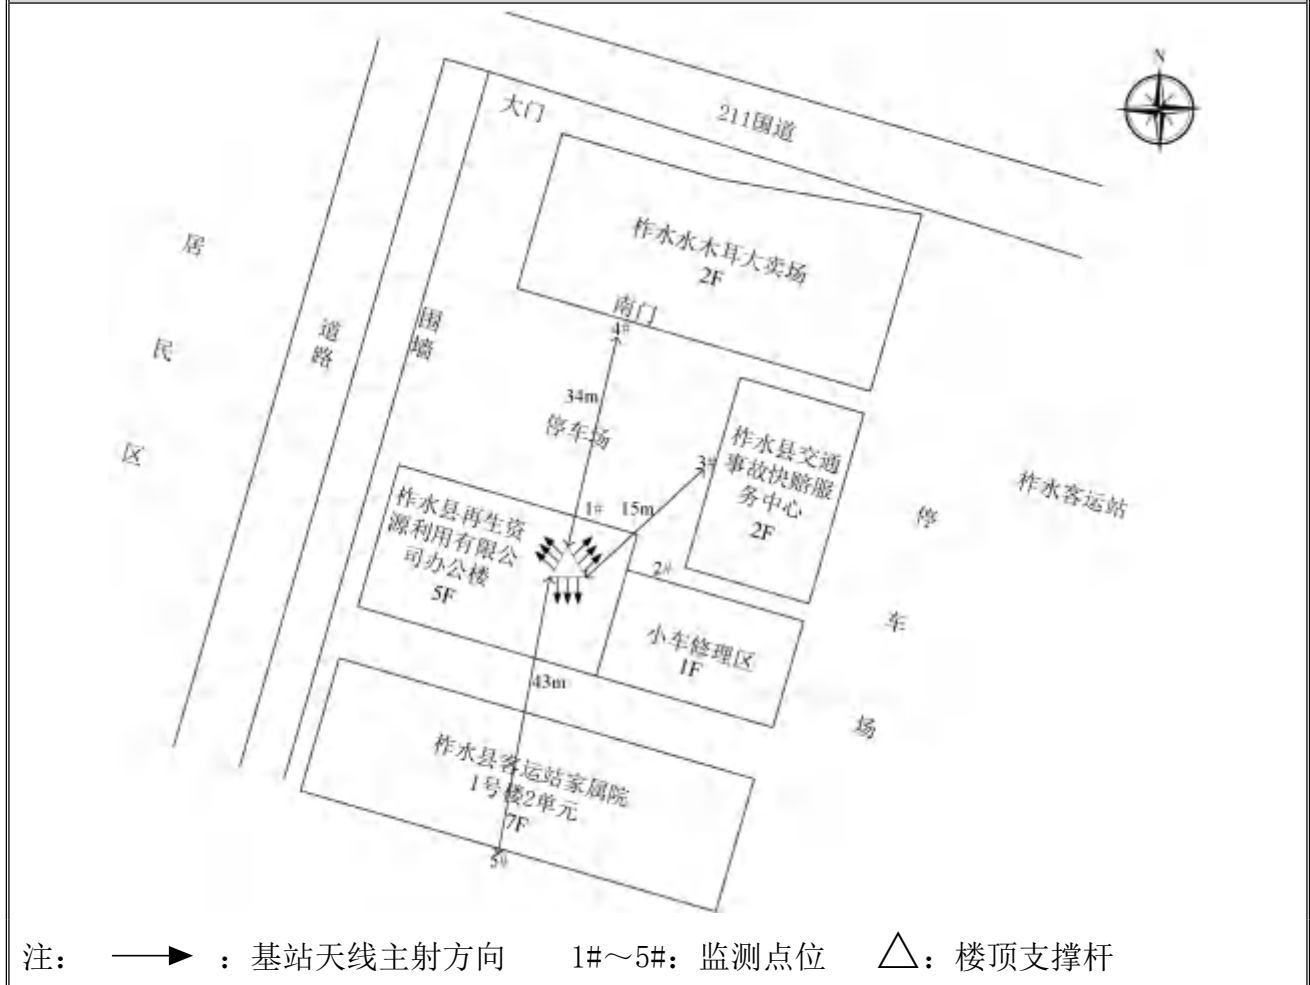 N
211国道
大门
柞水水木耳大卖场
2F
居
民
区
道
路
围
墙
南门
4#
34m
停车场
柞水县交通
事故快赔服
务中心
2F
3#
柞水客运站
停
车
场
柞水县再生资
源利用有限公
司办公楼
5F
1#
15m
2#
小车修理区
1F
43m
柞水县客运站家属院
1号楼2单元
7F
5#
注： ：基站天线主射方向 1#～5#：监测点位 ：楼顶支撑杆